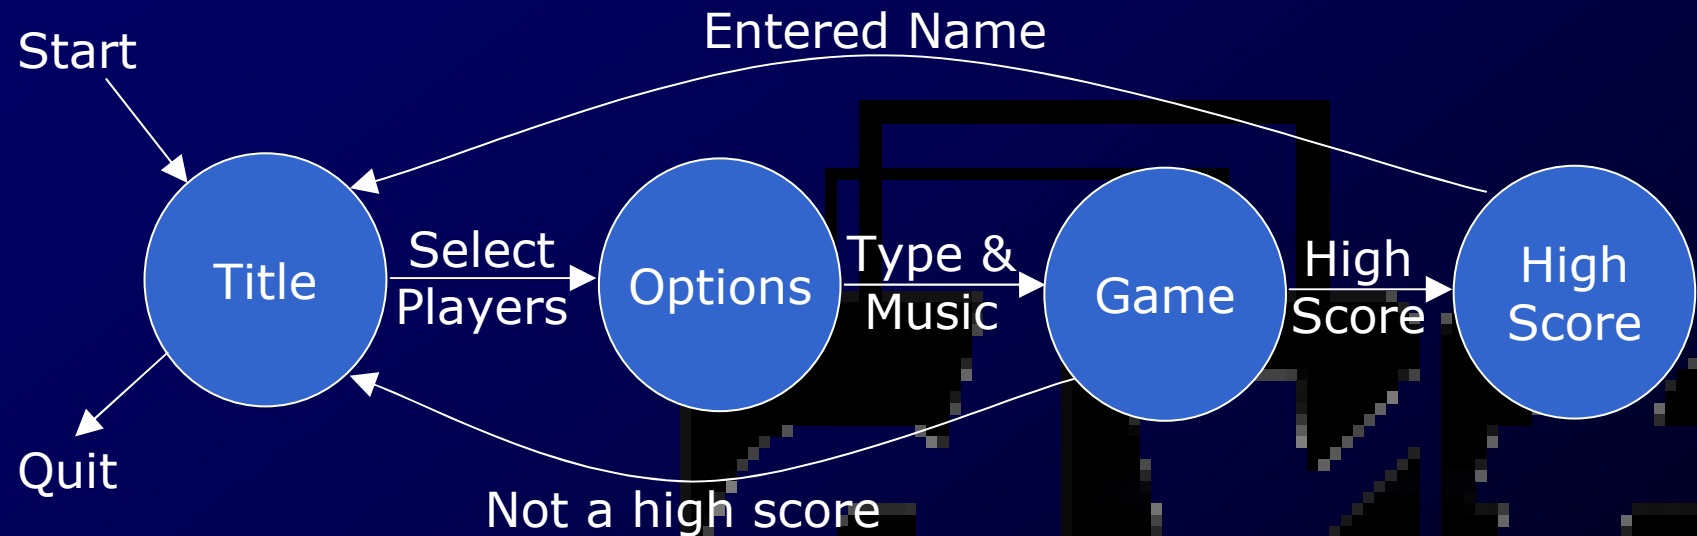 Entered Name
Start
Title
Select
Players
Options
Type &
Music
Game
High
Score
High
Score
Quit
Not a high score